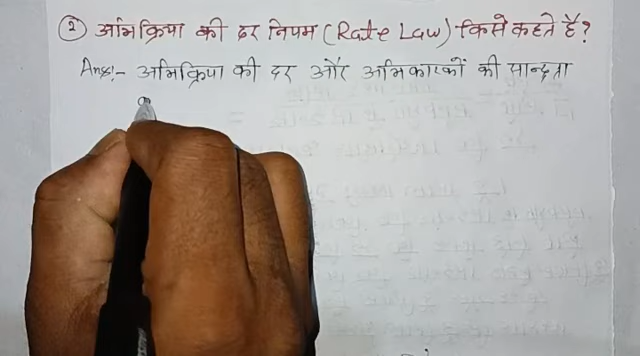 ② अभिक्रिया की दर नियम (Rate Law) किसे कहते है?
Ans:- अभिक्रिया की दर और अभिकारकों की सान्द्रता